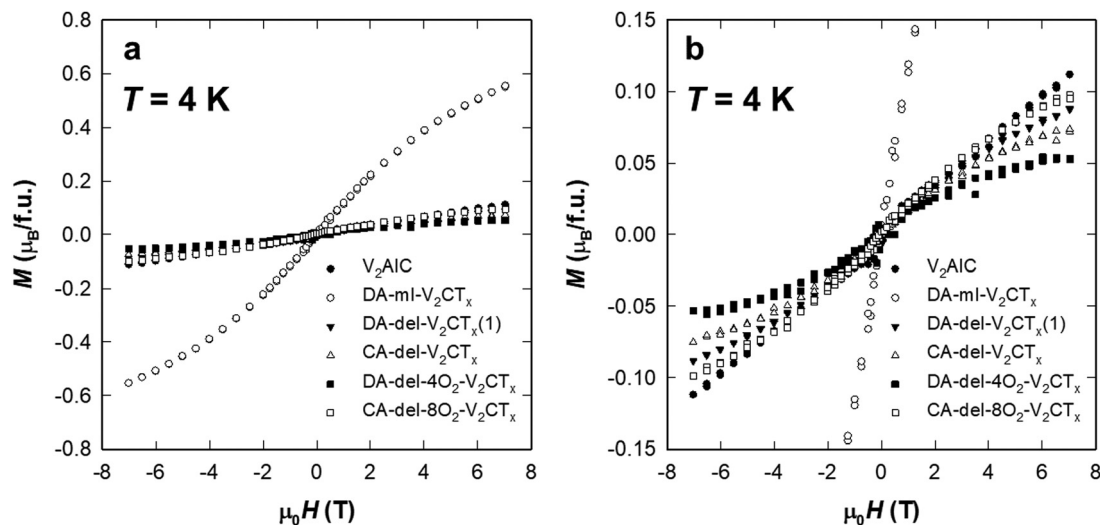 a
T = 4 K
M (μB/f.u.)
0.8
0.6
0.4
0.2
0.0
-0.2
-0.4
-0.6
-0.8
-8 -6 -4 -2 0 2 4 6 8
μ0H (T)
V2AlC
DA-ml-V2CTx
DA-del-V2CTx(1)
CA-del-V2CTx
DA-del-4O2-V2CTx
CA-del-8O2-V2CTx
b
T = 4 K
M (μB/f.u.)
0.15
0.10
0.05
0.00
-0.05
-0.10
-0.15
-8 -6 -4 -2 0 2 4 6 8
μ0H (T)
V2AlC
DA-ml-V2CTx
DA-del-V2CTx(1)
CA-del-V2CTx
DA-del-4O2-V2CTx
CA-del-8O2-V2CTx